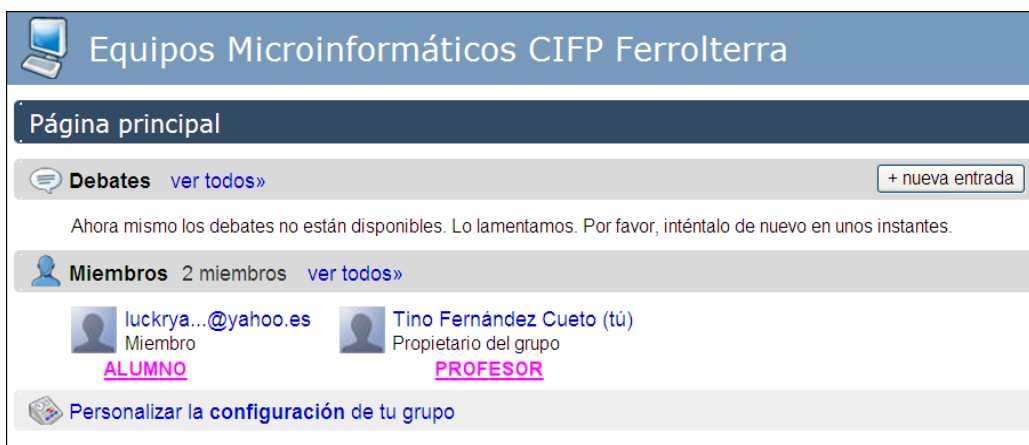 Equipos Microinformáticos CIFP Ferrolterra
Página principal
Debates ver todos» + nueva entrada
Ahora mismo los debates no están disponibles. Lo lamentamos. Por favor, inténtalo de nuevo en unos instantes.
Miembros 2 miembros ver todos»
luckrya...@yahoo.es Tino Fernández Cueto (tú)
Miembro Propietario del grupo
ALUMNO PROFESOR
Personalizar la configuración de tu grupo